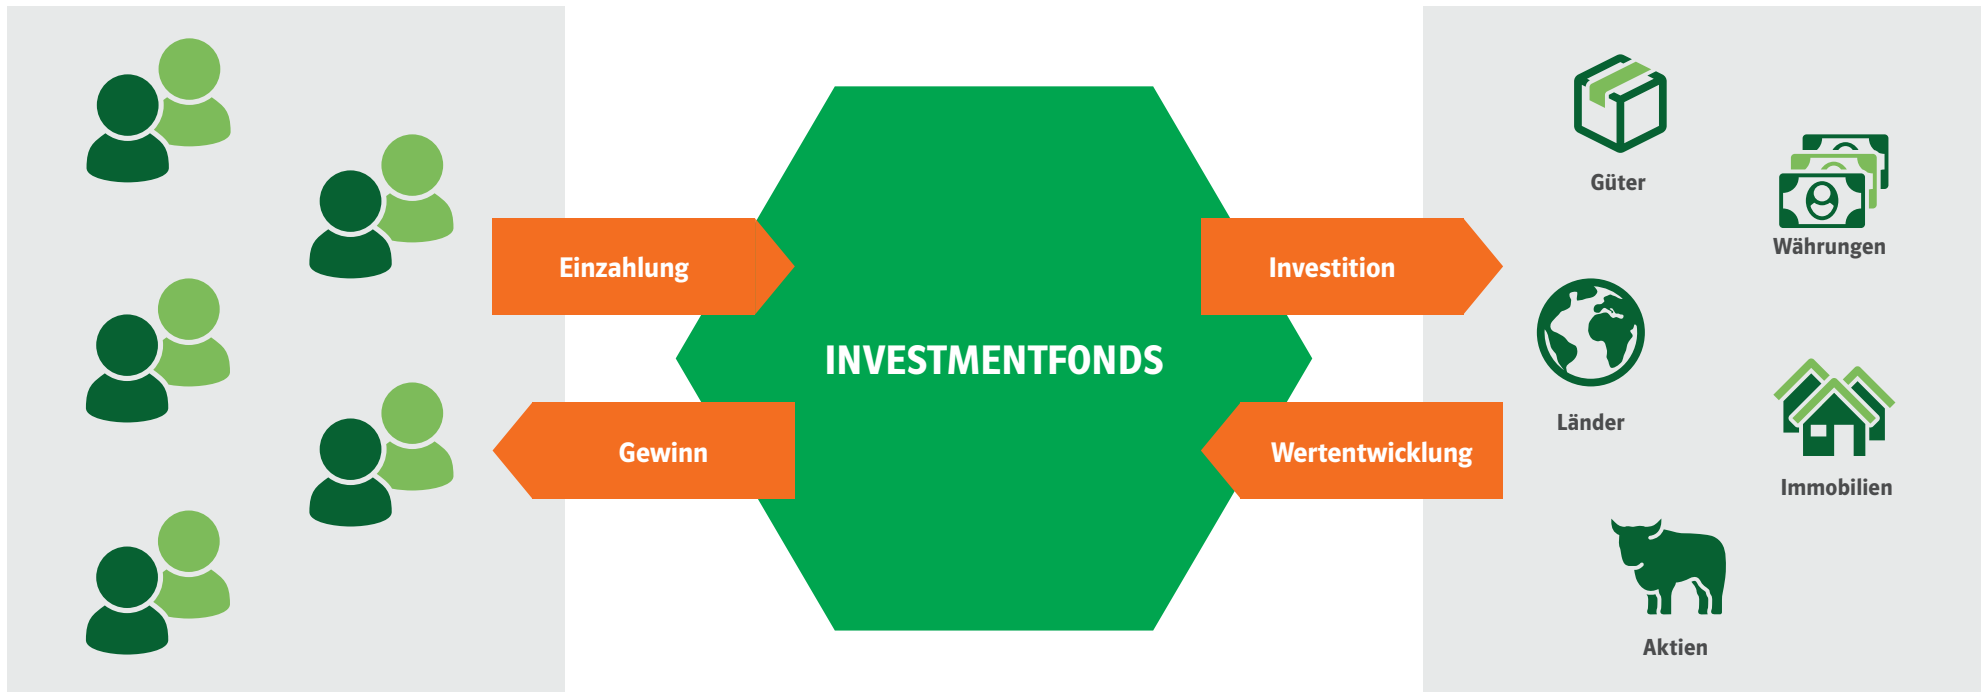 Einzahlung
Gewinn
INVESTMENTFONDS
Investition
Wertentwicklung
Güter
Währungen
Länder
Immobilien
Aktien